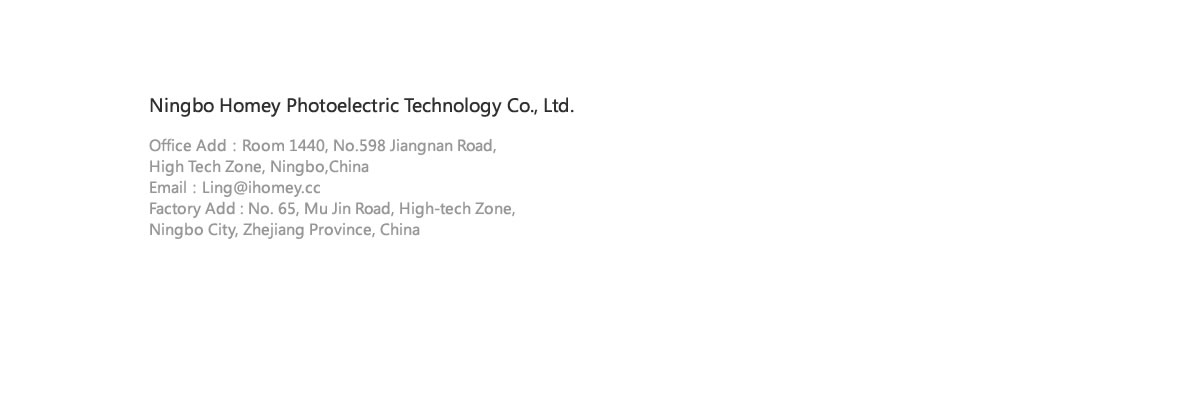 Ningbo Homey Photoelectric Technology Co., Ltd.
Office Add : Room 1440, No.598 Jiangnan Road,
High Tech Zone, Ningbo,China
Email : Ling@ihomey.cc
Factory Add : No. 65, Mu Jin Road, High-tech Zone,
Ningbo City, Zhejiang Province, China